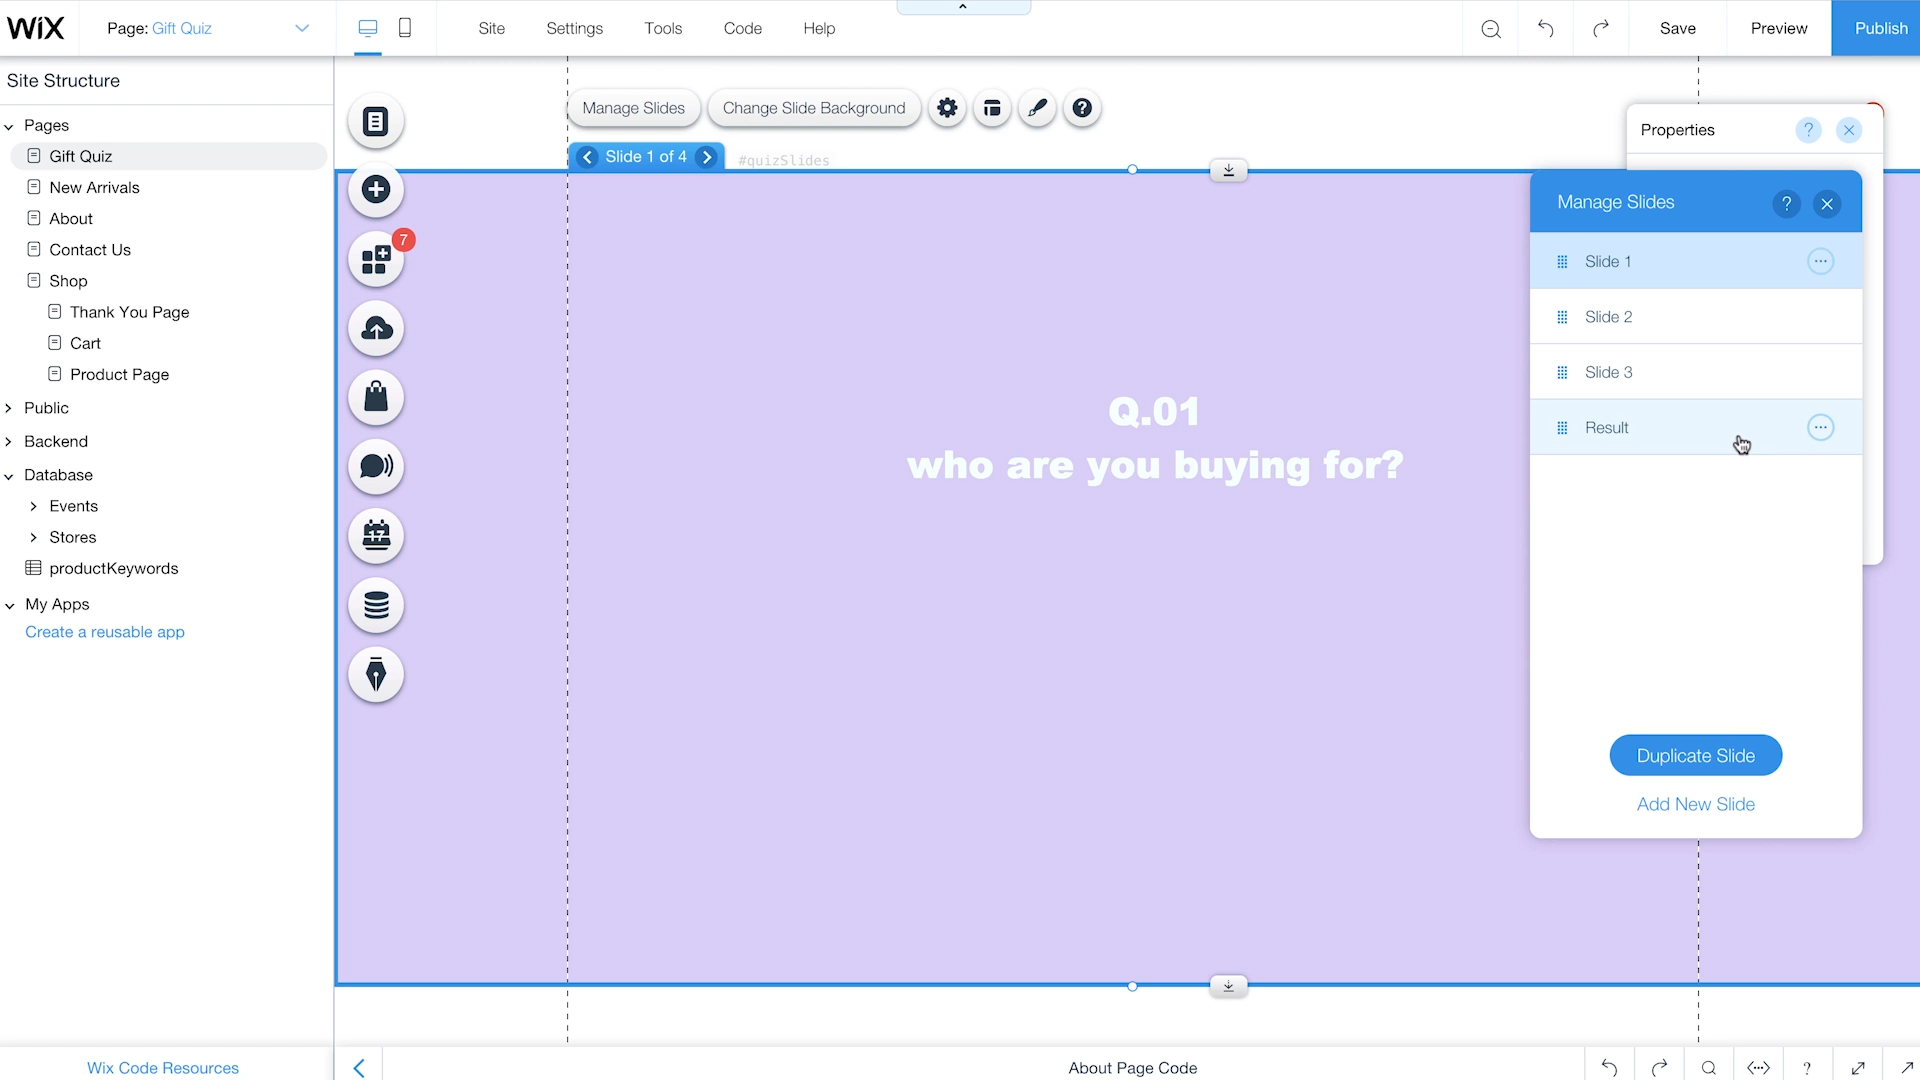 WiX
Page: Gift Quiz
Site
Settings
Tools
Code
Help
Save
Preview
Publish
Site Structure
Pages
Gift Quiz
New Arrivals
About
Contact Us
Shop
Thank You Page
Cart
Product Page
Public
Backend
Database
Events
Stores
productKeywords
My Apps
Create a reusable app
Wix Code Resources
7
17
Manage Slides
Change Slide Background
?
Slide 1 of 4
#quizSlides
Q.01
who are you buying for?
Properties
?
Manage Slides
?
Slide 1
Slide 2
Slide 3
Result
Duplicate Slide
Add New Slide
About Page Code
?